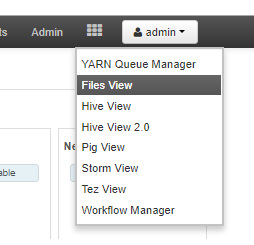 ts Admin admin
YARN Queue Manager
Files View
Hive View
Hive View 2.0
Pig View
Storm View
Tez View
Workflow Manager
Ne
able